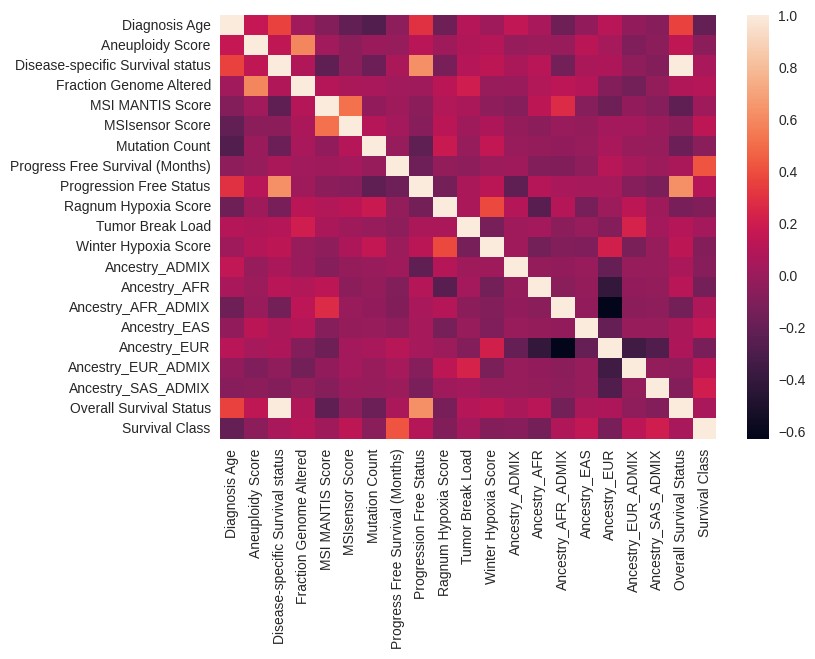 Diagnosis Age
Aneuploidy Score
Disease-specific Survival status
Fraction Genome Altered
MSI MANTIS Score
MSIsensor Score
Mutation Count
Progress Free Survival (Months)
Progression Free Status
Ragnum Hypoxia Score
Tumor Break Load
Winter Hypoxia Score
Ancestry_ADMIX
Ancestry_AFR
Ancestry_AFR_ADMIX
Ancestry_EAS
Ancestry_EUR
Ancestry_EUR_ADMIX
Ancestry_SAS_ADMIX
Overall Survival Status
Survival Class
Diagnosis Age
Aneuploidy Score
Disease-specific Survival status
Fraction Genome Altered
MSI MANTIS Score
MSIsensor Score
Mutation Count
Progress Free Survival (Months)
Progression Free Status
Ragnum Hypoxia Score
Tumor Break Load
Winter Hypoxia Score
Ancestry_ADMIX
Ancestry_AFR
Ancestry_AFR_ADMIX
Ancestry_EAS
Ancestry_EUR
Ancestry_EUR_ADMIX
Ancestry_SAS_ADMIX
Overall Survival Status
Survival Class
1.0
0.8
0.6
0.4
0.2
0.0
−0.2
−0.4
−0.6